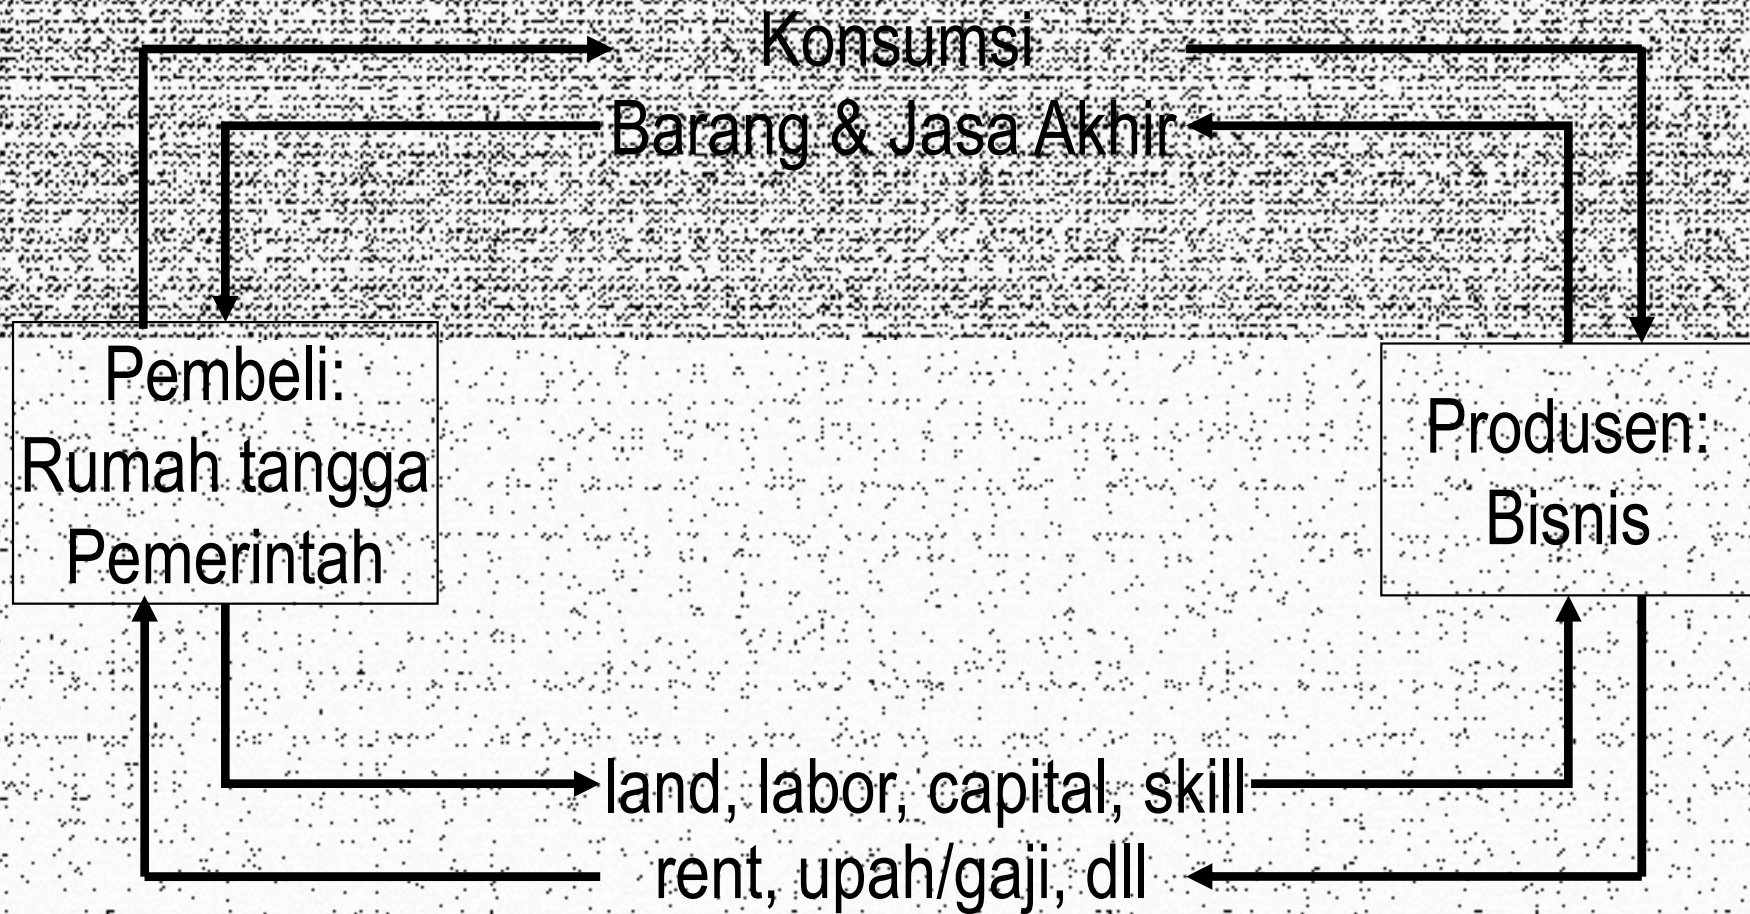 Konsumsi
Barang & Jasa Akhir
Pembeli:
Rumah tangga
Pemerintah
Produsen:
Bisnis
land, labor, capital, skill
rent, upah/gaji, dll